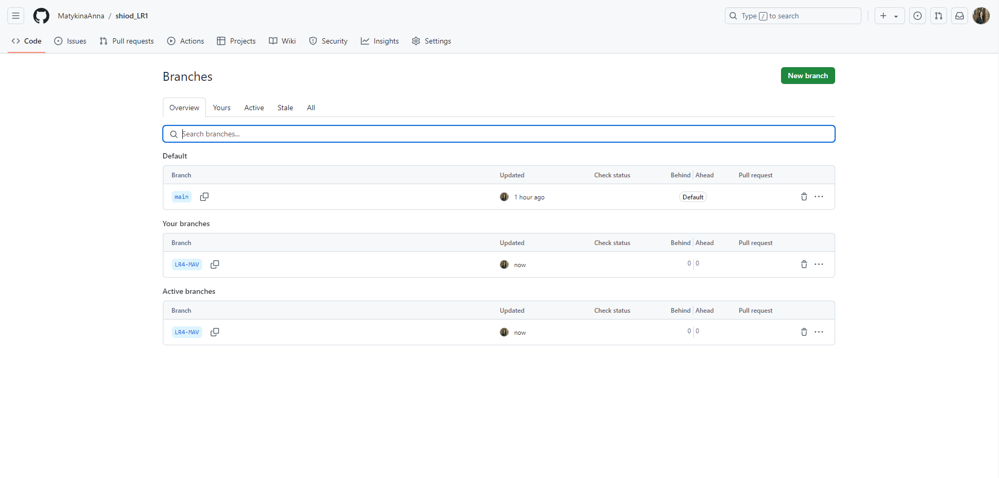 MatykinaAnna / shiod_LR1
Type / to search
Code Issues Pull requests Actions Projects Wiki Security Insights Settings
Branches
New branch
Overview Yours Active Stale All
Search branches...
Default
Branch Updated Check status Behind Ahead Pull request
main 1 hour ago Default
Your branches
Branch Updated Check status Behind Ahead Pull request
LR4-MAV now 0 0
Active branches
Branch Updated Check status Behind Ahead Pull request
LR4-MAV now 0 0